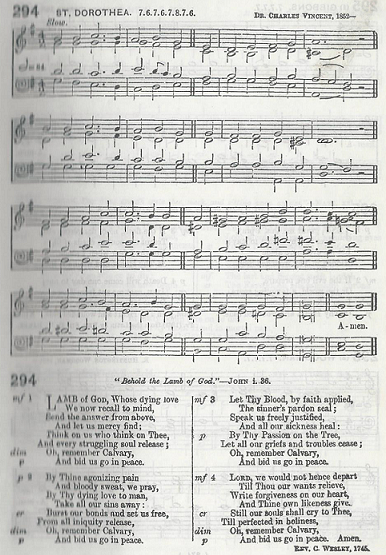 294 ST. DOROTHEA. 7.6.7.6.7.8.7.6. DR. CHARLES VINCENT, 1852—
Slow.
A - men.
294 "Behold the Lamb of God."—JOHN i. 36.
mf 1 LAMB of God, Whose dying love
We now recall to mind,
Send the answer from above,
And let us mercy find;
Think on us who think on Thee,
And every struggling soul release;
dim Oh, remember Calvary,
p And bid us go in peace.
p 2 By Thine agonizing pain
And bloody sweat, we pray,
By Thy dying love to man,
Take all our sins away:
cr Burst our bonds and set us free,
From all iniquity release,
dim Oh, remember Calvary,
p And bid us go in peace.
mf 3 Let Thy Blood, by faith applied,
The sinner's pardon seal;
Speak us freely justified,
And all our sickness heal:
p By Thy Passion on the Tree,
Let all our griefs and troubles cease;
Oh, remember Calvary,
And bid us go in peace.
mf 4 LORD, we would not hence depart
Till Thou our wants relieve,
Write forgiveness on our heart,
And Thine own likeness give.
cr Still our souls shall cry to Thee,
Till perfected in holiness,
dim Oh, remember Calvary,
p And bid us go in peace. Amen.
REV. C. WESLEY, 1745.